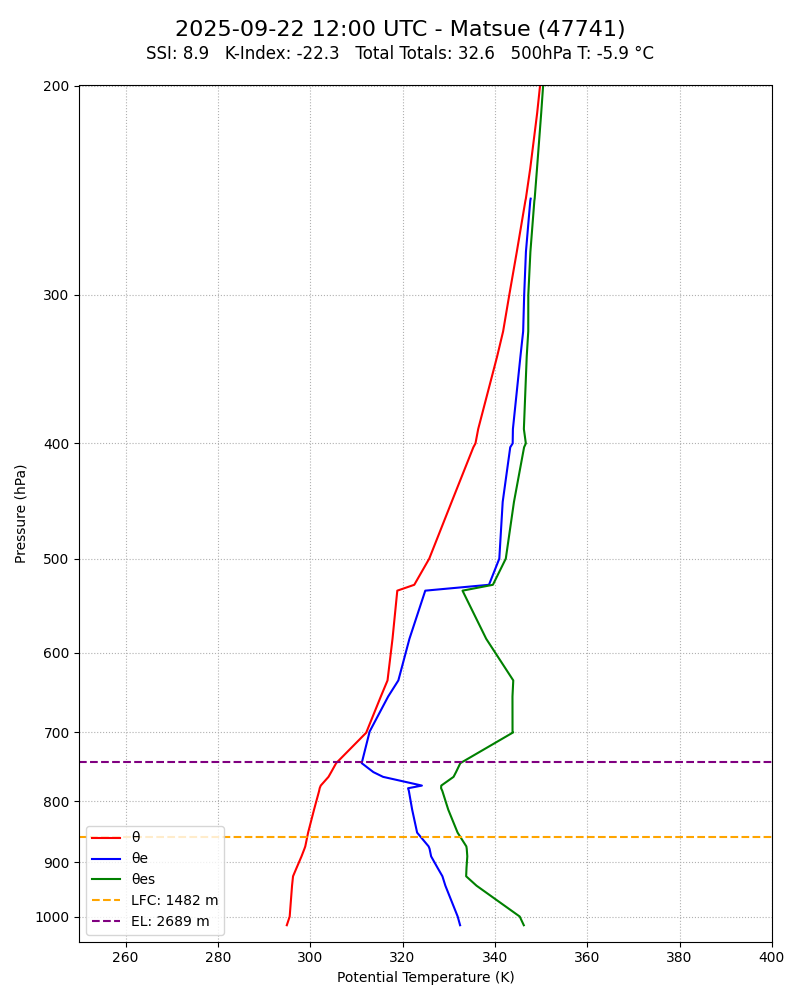 2025-09-22 12:00 UTC - Matsue (47741)
SSI: 8.9 K-Index: -22.3 Total Totals: 32.6 500hPa T: -5.9 °C
200
300
400
500
600
700
800
900
1000
Pressure (hPa)
θ
θe
θes
LFC: 1482 m
EL: 2689 m
260 280 300 320 340 360 380 400
Potential Temperature (K)